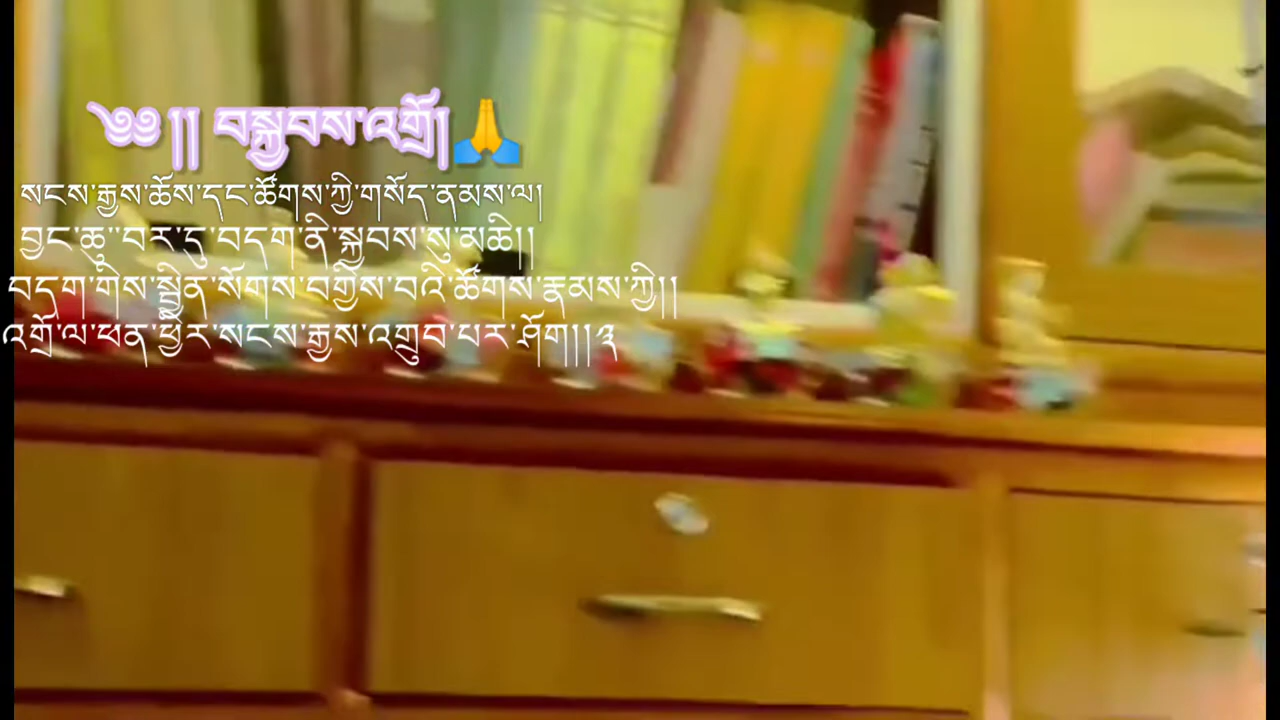 ༄༅།། བསྐྱབས་འགྲོ། 🙏
སངས་རྒྱས་ཆོས་དང་ཚོགས་ཀྱི་གསོད་ནམས་ལ།
བྱང་ཆུ་བར་དུ་བདག་ནི་སྐྱབས་སུ་མཆི།།
བདག་གིས་སྦྱིན་སོགས་བགྱིས་བའི་ཚོགས་རྣམས་ཀྱི།།
འགྲོ་ལ་ཕན་ཕྱིར་སངས་རྒྱས་འགྲུབ་པར་ཤོག།།༣